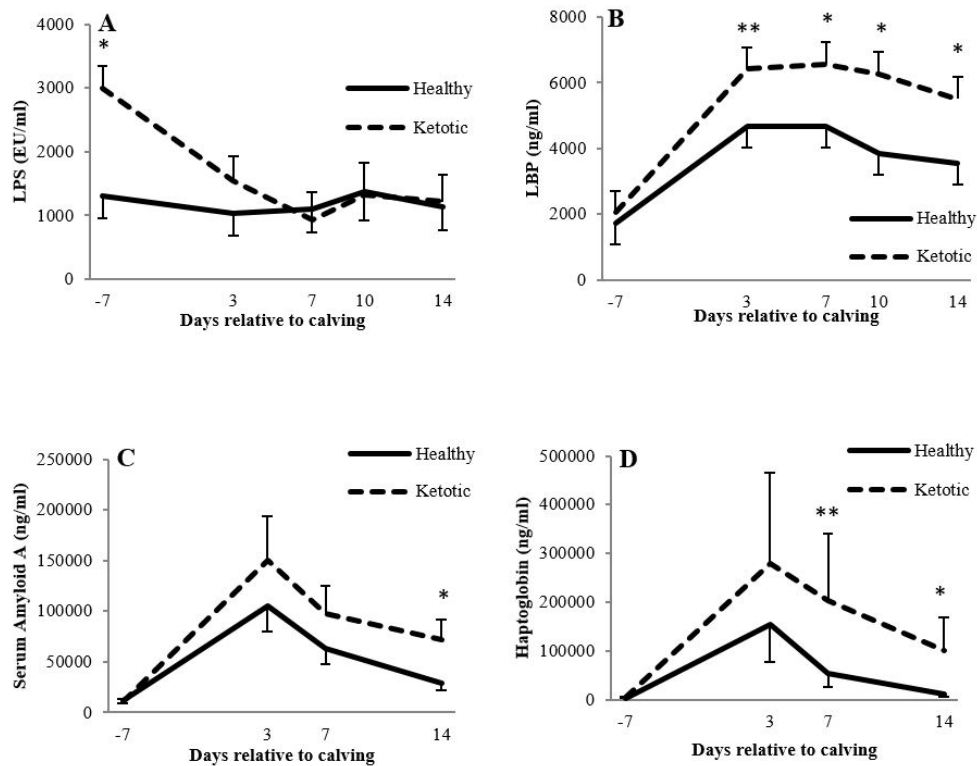 A
4000
3000
2000
1000
0
LPS (EU/ml)
*
Healthy
Ketotic
-7 3 7 10 14
Days relative to calving
B
8000
6000
4000
2000
0
LBP (ng/ml)
** * * *
Healthy
Ketotic
-7 3 7 10 14
Days relative to calving
C
250000
200000
150000
100000
50000
0
Serum Amyloid A (ng/ml)
Healthy
Ketotic
*
-7 3 7 14
Days relative to calving
D
500000
400000
300000
200000
100000
0
Haptoglobin (ng/ml)
Healthy
Ketotic
** *
-7 3 7 14
Days relative to calving